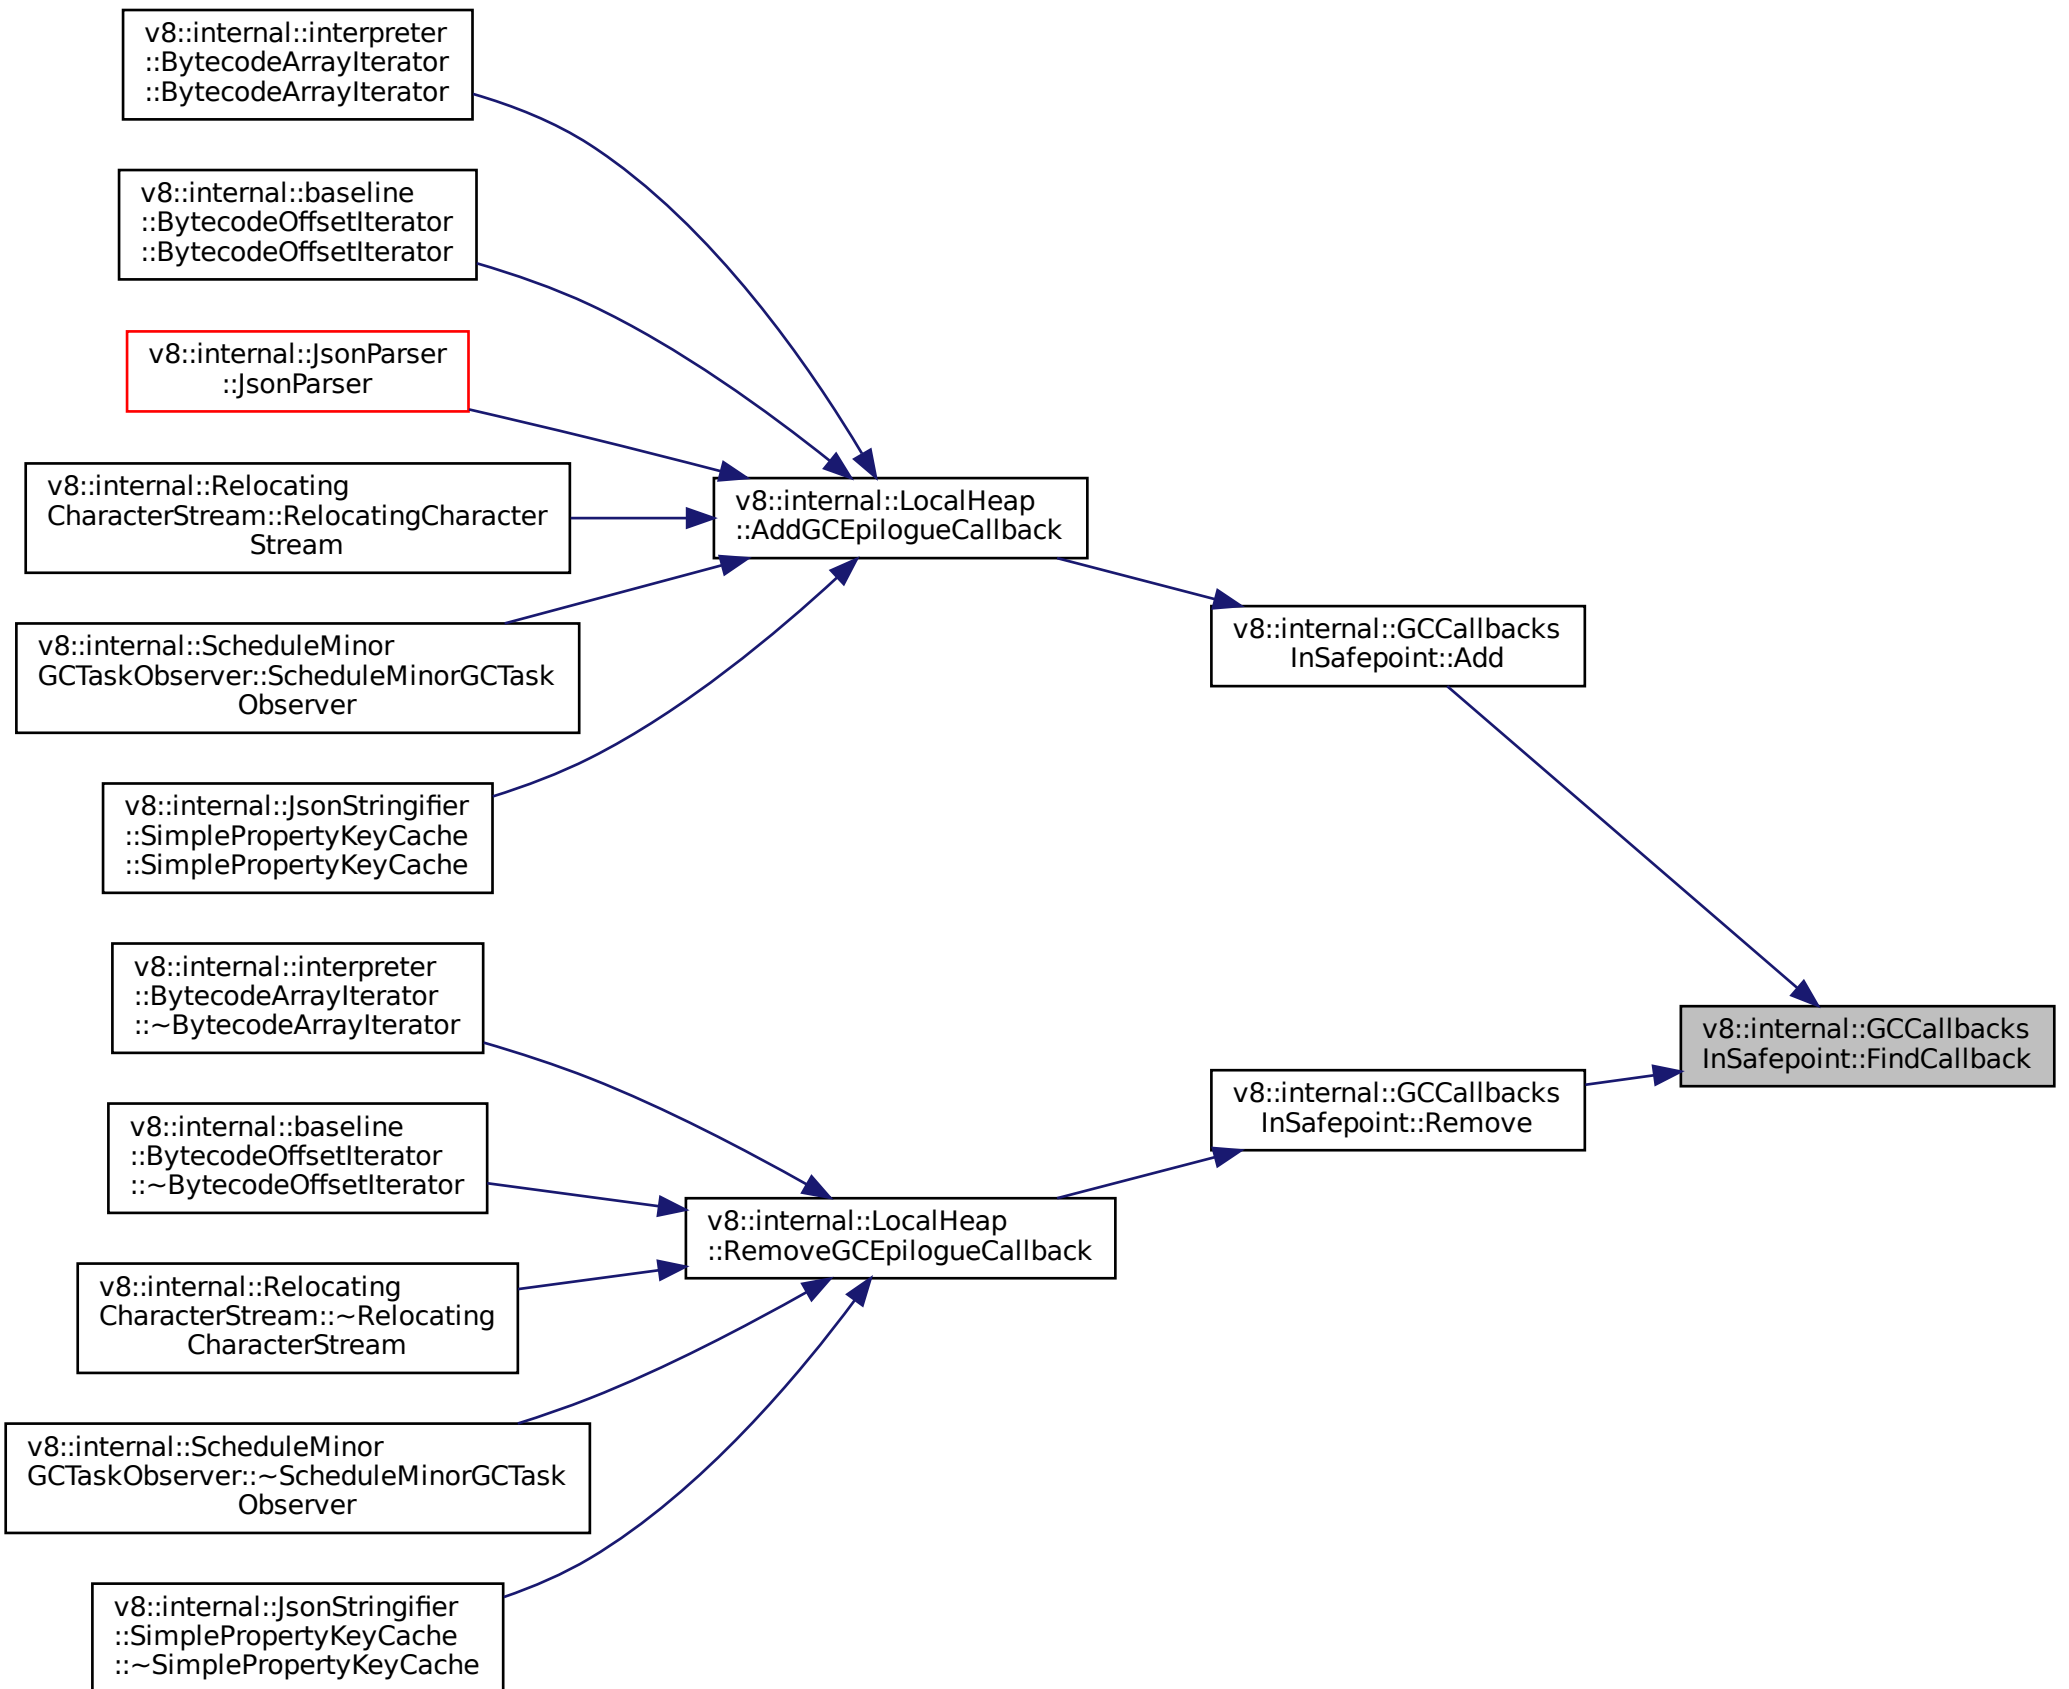 v8::internal::interpreter
::BytecodeArrayIterator
::BytecodeArrayIterator
v8::internal::baseline
::BytecodeOffsetIterator
::BytecodeOffsetIterator
v8::internal::JsonParser
::JsonParser
v8::internal::Relocating
CharacterStream::RelocatingCharacter
Stream
v8::internal::ScheduleMinor
GCTaskObserver::ScheduleMinorGCTask
Observer
v8::internal::JsonStringifier
::SimplePropertyKeyCache
::SimplePropertyKeyCache
v8::internal::LocalHeap
::AddGCEpilogueCallback
v8::internal::GCCallbacks
InSafepoint::Add
v8::internal::interpreter
::BytecodeArrayIterator
::~BytecodeArrayIterator
v8::internal::baseline
::BytecodeOffsetIterator
::~BytecodeOffsetIterator
v8::internal::Relocating
CharacterStream::~Relocating
CharacterStream
v8::internal::ScheduleMinor
GCTaskObserver::~ScheduleMinorGCTask
Observer
v8::internal::JsonStringifier
::SimplePropertyKeyCache
::~SimplePropertyKeyCache
v8::internal::LocalHeap
::RemoveGCEpilogueCallback
v8::internal::GCCallbacks
InSafepoint::Remove
v8::internal::GCCallbacks
InSafepoint::FindCallback